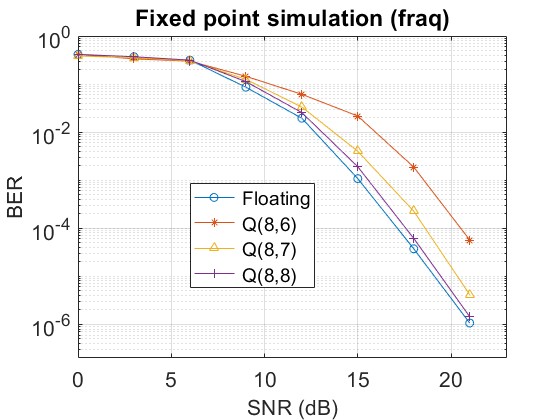 Fixed point simulation (fraq)
10^0
10^-2
10^-4
10^-6
BER
Floating
Q(8,6)
Q(8,7)
Q(8,8)
0 5 10 15 20
SNR (dB)